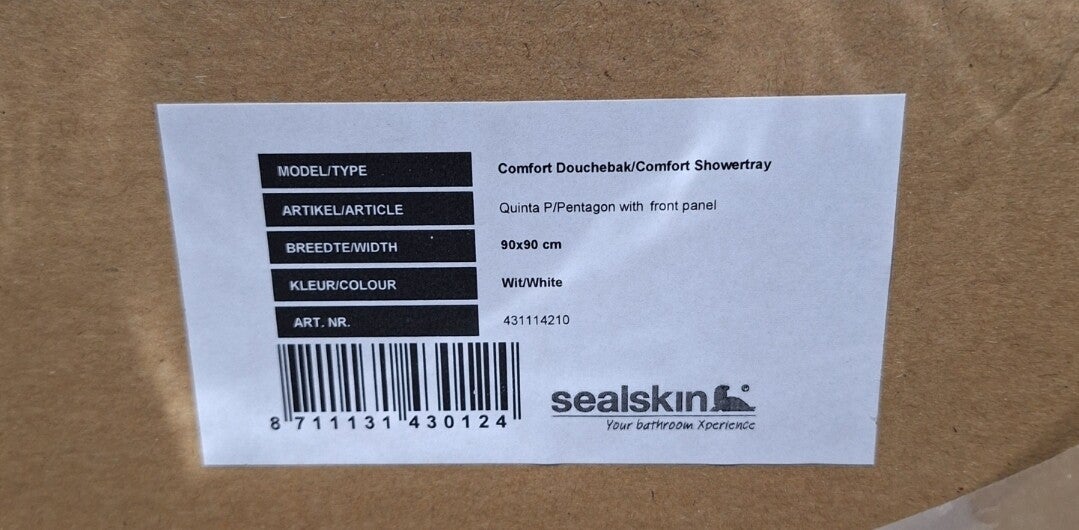 MODEL/TYPE Comfort Douchebak/Comfort Showertray
ARTIKEL/ARTICLE Quinta P/Pentagon with front panel
BREEDTE/WIDTH 90x90 cm
KLEUR/COLOUR Wit/White
ART. NR. 431114210
8 711131 430124
sealskin®
Your bathroom Xperience